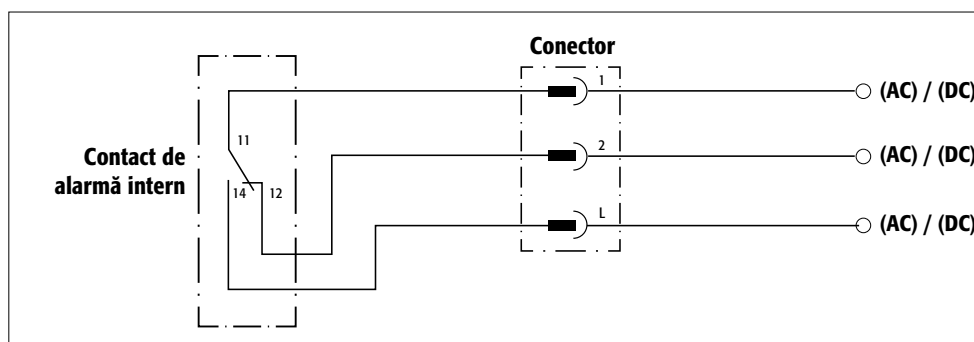 Conector
1
(AC) / (DC)
11
2
(AC) / (DC)
Contact de
alarmă intern
14
12
L
(AC) / (DC)